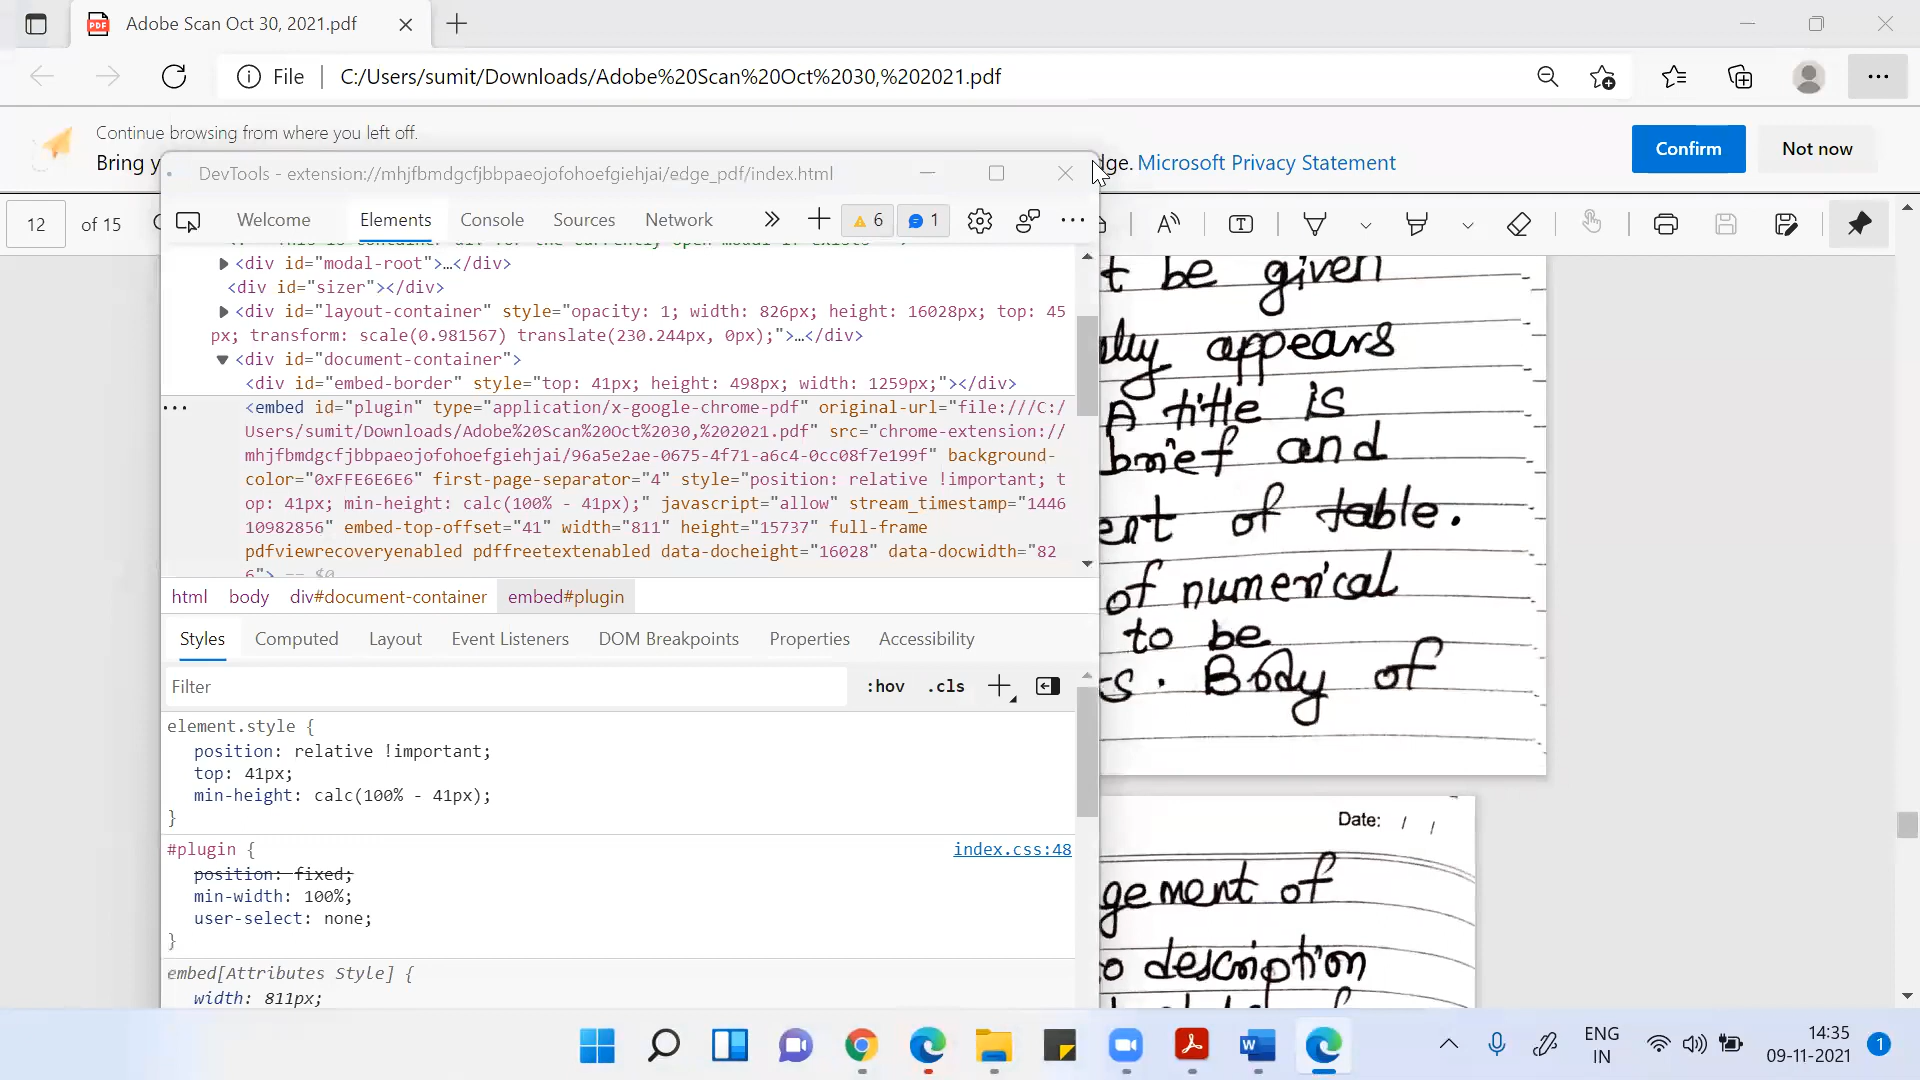 Adobe Scan Oct 30, 2021.pdf
File C:/Users/sumit/Downloads/Adobe%20Scan%20Oct%2030,%202021.pdf
Continue browsing from where you left off.
Bring
Microsoft Privacy Statement
Confirm
Not now
DevTools - extension://mhjfbmdgcfjbbpaeojofohoefgiehjai/edge_pdf/index.html
12 of 15
Welcome Elements Console Sources Network 6 1
<div id="modal-root">…</div>
<div id="sizer"></div>
<div id="layout-container" style="opacity: 1; width: 826px; height: 16028px; top: 45
px; transform: scale(0.981567) translate(230.244px, 0px);">…</div>
<div id="document-container">
<div id="embed-border" style="top: 41px; height: 498px; width: 1259px;"></div>
<embed id="plugin" type="application/x-google-chrome-pdf" original-url="file:///C:/
Users/sumit/Downloads/Adobe%20Scan%20Oct%2030,%202021.pdf" src="chrome-extension://
mhjfbmdgcfjbbpaeojofohoefgiehjai/96a5e2ae-0675-4f71-a6c4-0cc08f7e199f" background-
color="0xFFE6E6E6" first-page-separator="4" style="position: relative !important; t
op: 41px; min-height: calc(100% - 41px);" javascript="allow" stream_timestamp="1446
10982856" embed-top-offset="41" width="811" height="15737" full-frame
pdfviewrecoveryenabled pdffreetextenabled data-docheight="16028" data-docwidth="82
6"> == $0
html body div#document-container embed#plugin
Styles Computed Layout Event Listeners DOM Breakpoints Properties Accessibility
Filter :hov .cls
element.style {
position: relative !important;
top: 41px;
min-height: calc(100% - 41px);
}
#plugin { index.css:48
position: fixed;
min-width: 100%;
user-select: none;
}
embed[Attributes Style] {
width: 811px;
t be given
appears
A title is
brief and
of table.
of numerical
to be
Body of
Date: / /
gement of
description
ENG
IN
14:35
09-11-2021
1